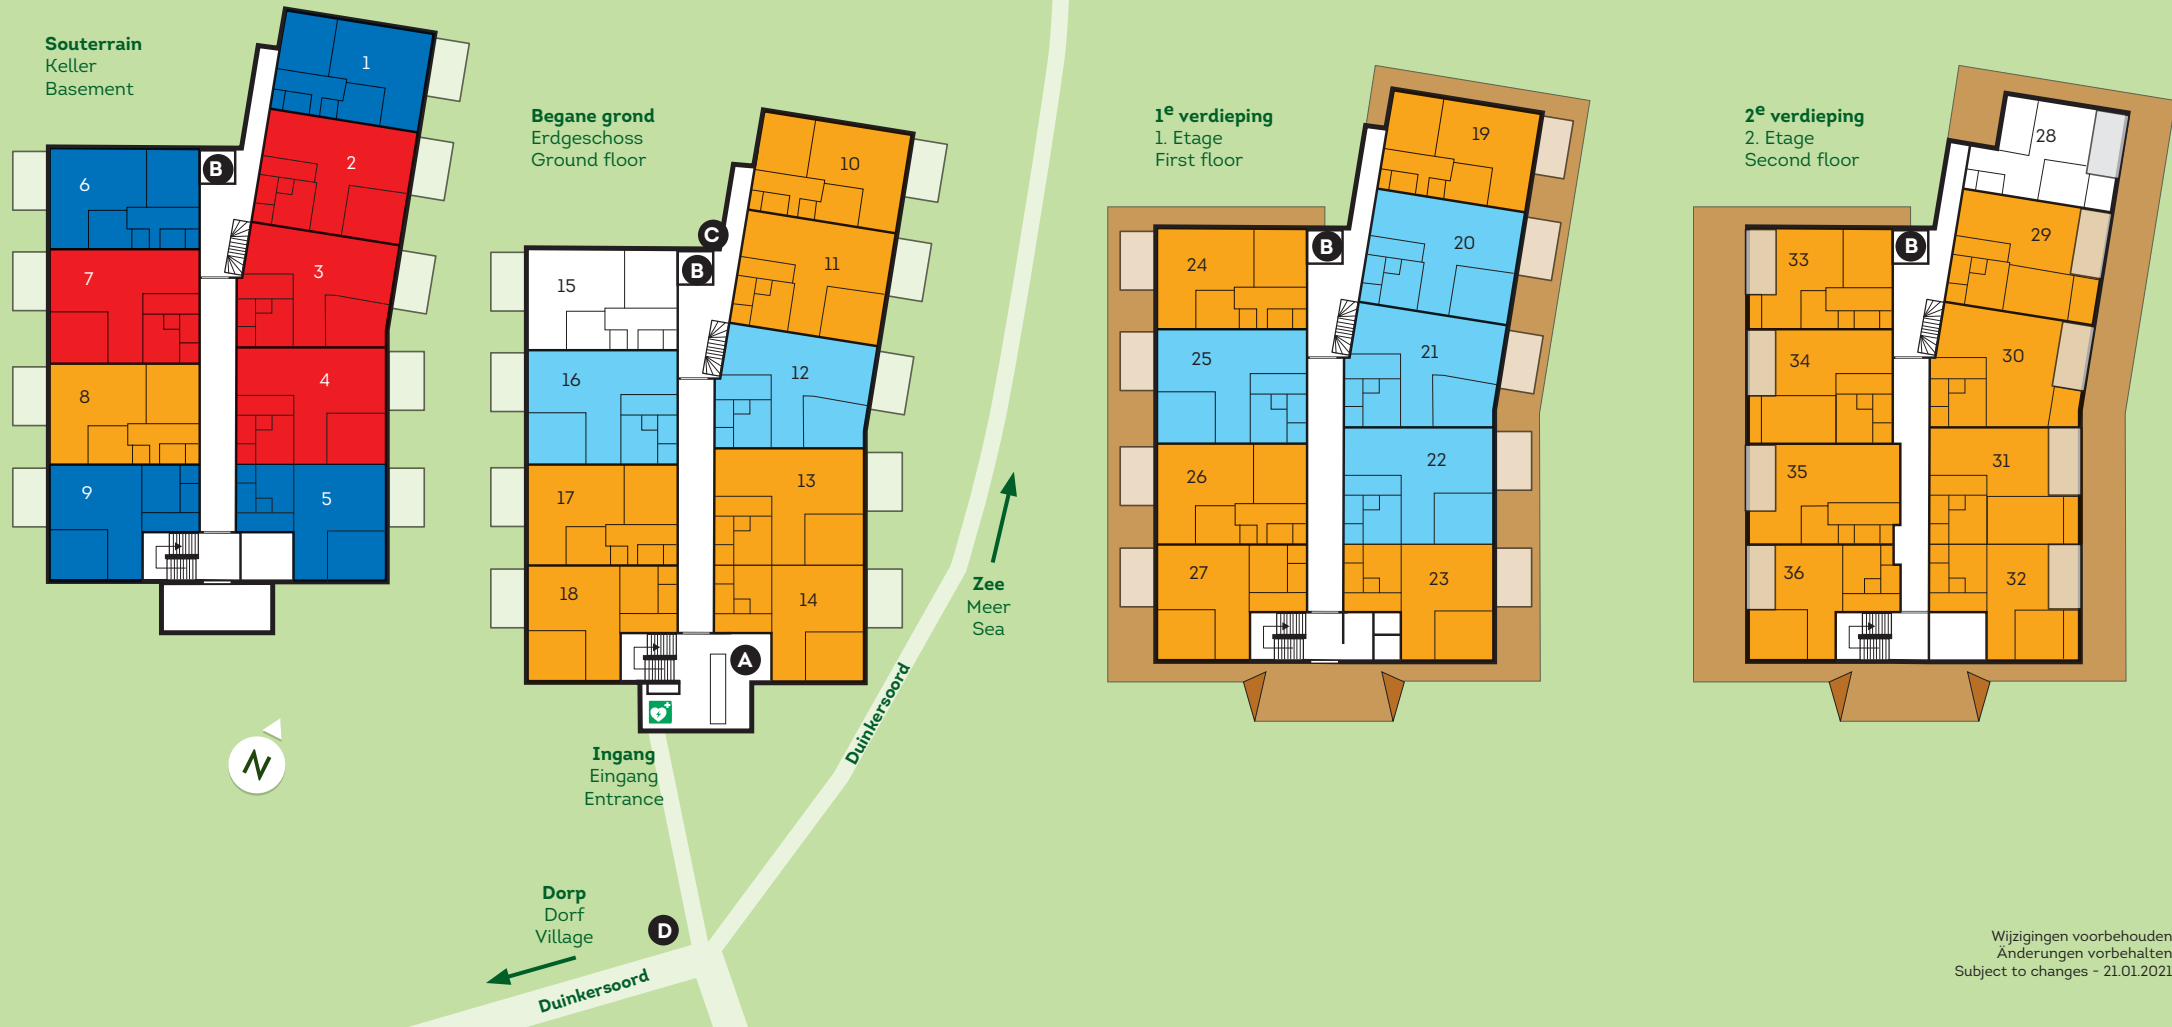 Souterrain
Keller
Basement
1
2
3
4
5
6
7
8
9
B
Begane grond
Erdgeschoss
Ground floor
10
11
12
13
14
15
16
17
18
C
B
A
Ingang
Eingang
Entrance
Zee
Meer
Sea
Duinkersoord
N
Dorp
Dorf
Village
D
Duinkersoord
1e verdieping
1. Etage
First floor
19
20
21
22
23
24
25
26
27
B
2e verdieping
2. Etage
Second floor
28
29
30
31
32
33
34
35
36
B
Wijzigingen voorbehouden
Änderungen vorbehalten
Subject to changes - 21.01.2021